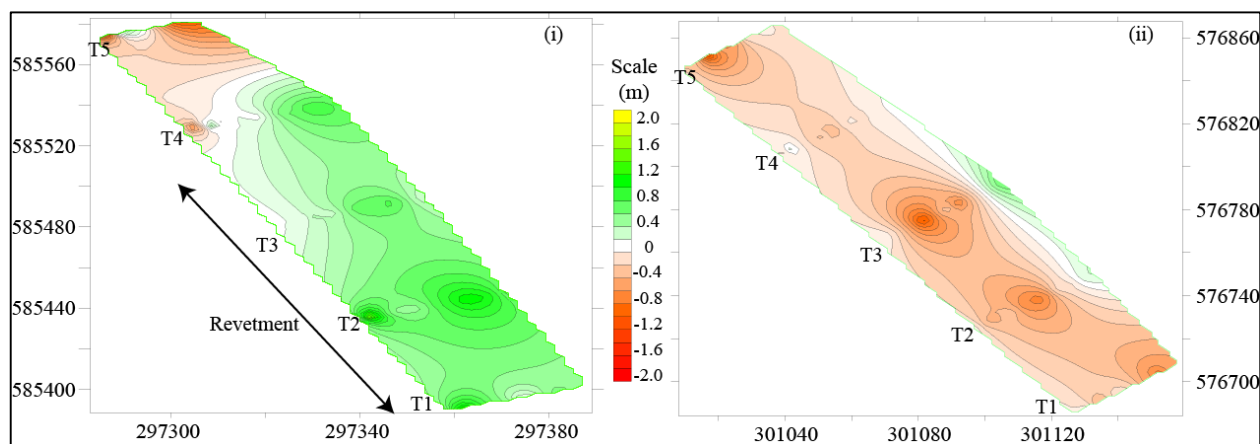 (i)
(ii)
T5
T4
T3
T2
T1
Revetment
585560
585520
585480
585440
585400
297300
297340
297380
Scale
(m)
2.0
1.6
1.2
0.8
0.4
0
-0.4
-0.8
-1.2
-1.6
-2.0
T5
T4
T3
T2
T1
5776860
576820
576780
576740
576700
301040
301080
301120